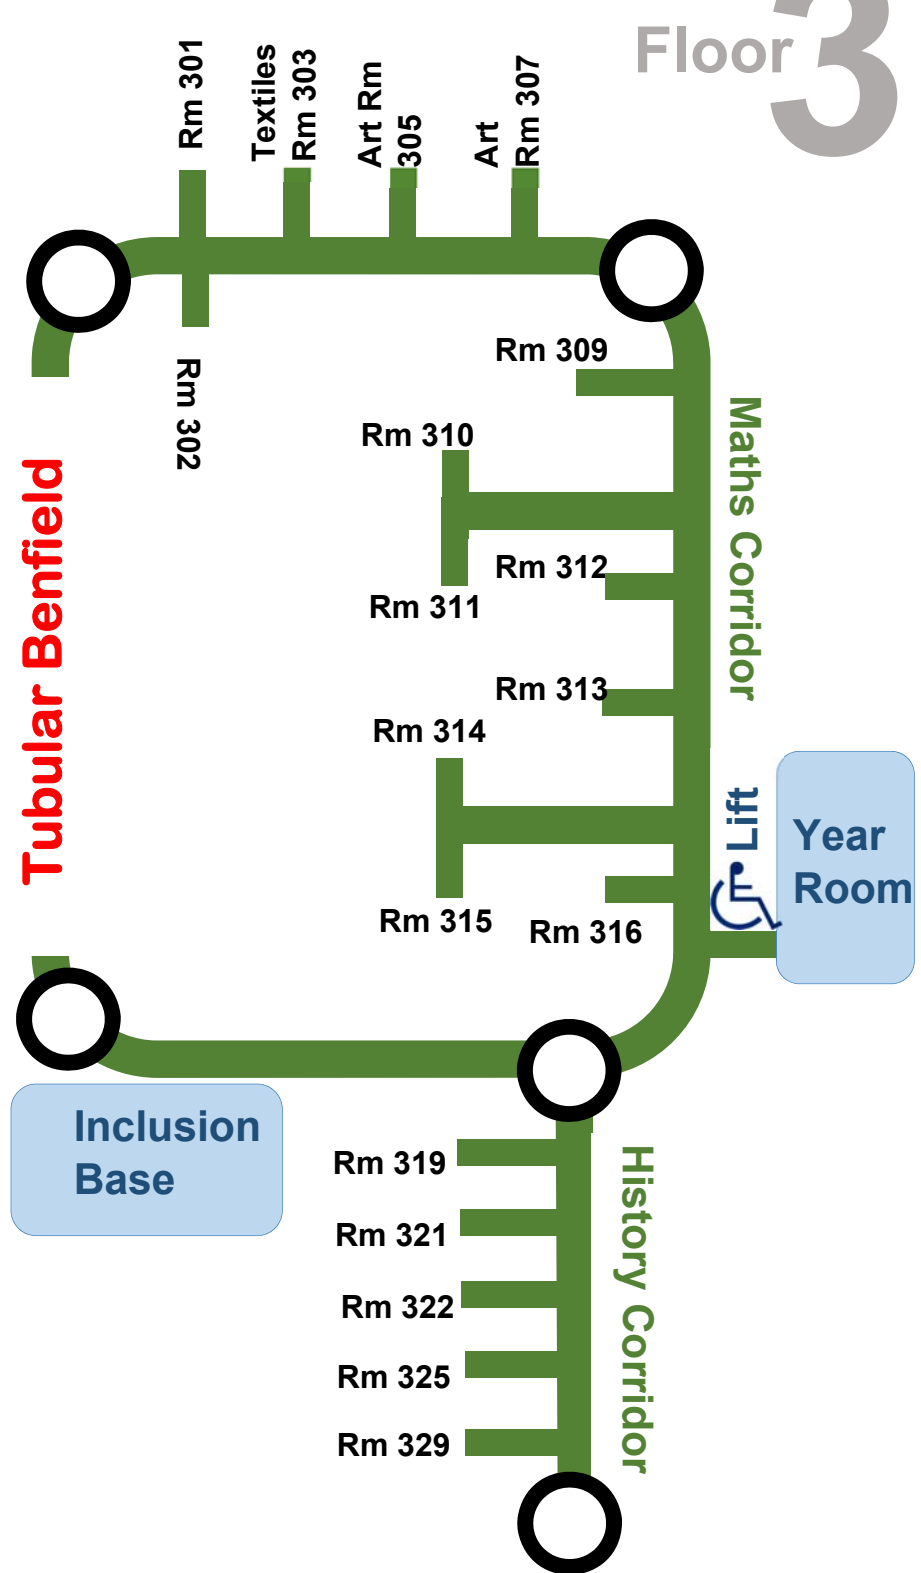 Floor 3
Rm 301
Textiles
Rm 303
Art Rm
305
Art
Rm 307
Rm 302
Rm 309
Rm 310
Rm 311
Rm 312
Rm 313
Rm 314
Rm 315
Rm 316
Maths Corridor
Tubular Benfield
Lift
Year
Room
Inclusion
Base
Rm 319
Rm 321
Rm 322
Rm 325
Rm 329
History Corridor